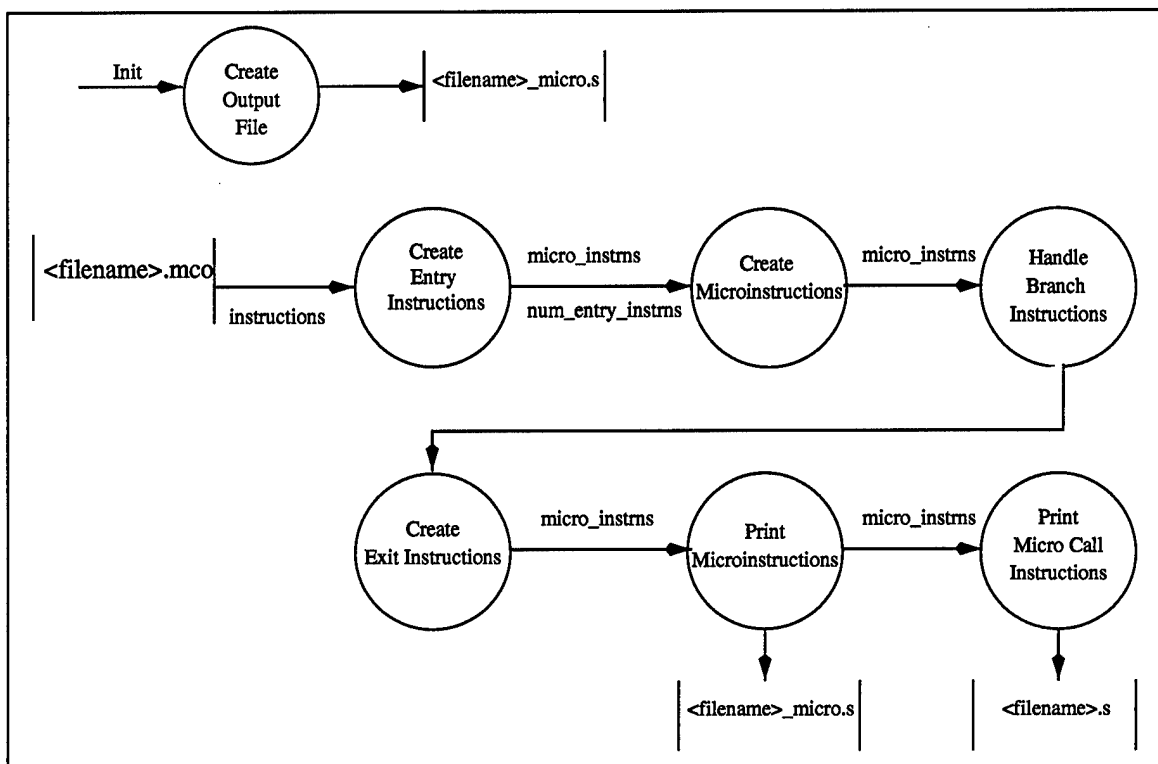 Init
Create
Output
File
<filename>_micro.s
<filename>.mco
instructions
Create
Entry
Instructions
micro_instrns
num_entry_instrns
Create
Microinstructions
micro_instrns
Handle
Branch
Instructions
Create
Exit Instructions
micro_instrns
Print
Microinstructions
micro_instrns
Print
Micro Call
Instructions
<filename>_micro.s
<filename>.s